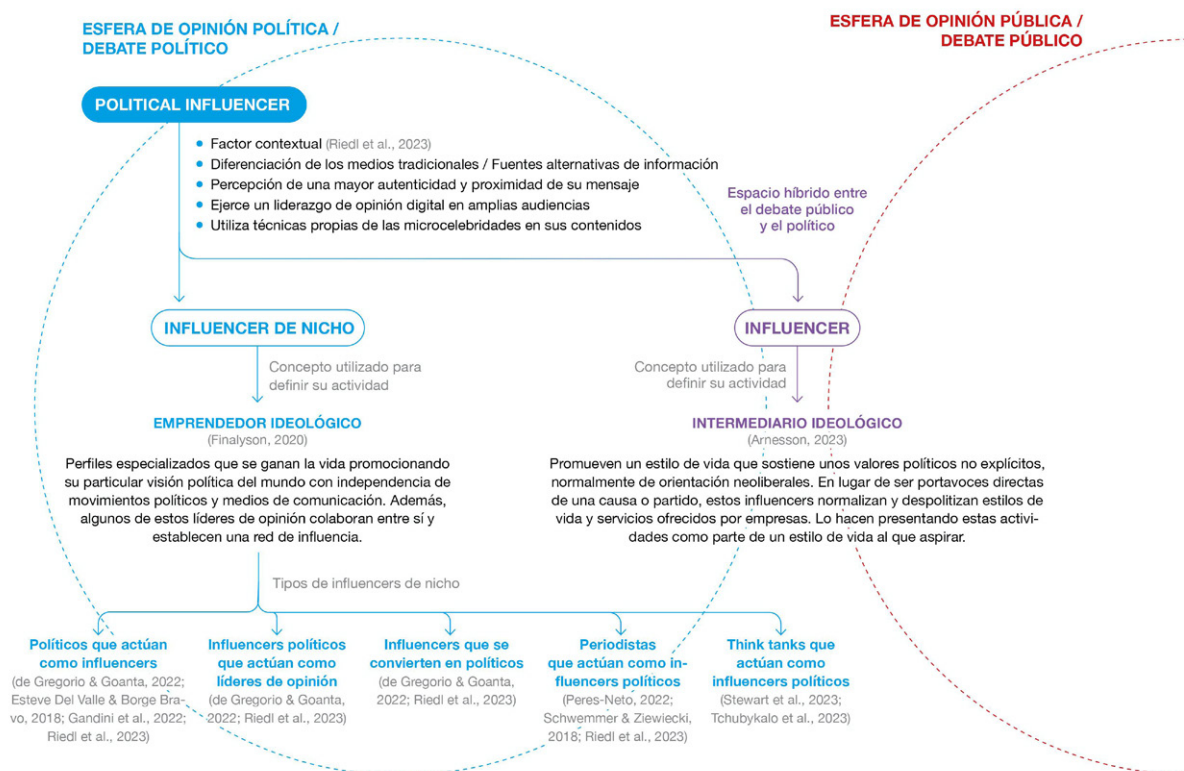 ESFERA DE OPINIÓN POLÍTICA /
DEBATE POLÍTICO
ESFERA DE OPINIÓN PÚBLICA /
DEBATE PÚBLICO
POLITICAL INFLUENCER
• Factor contextual (Riedl et al., 2023)
• Diferenciación de los medios tradicionales / Fuentes alternativas de información
• Percepción de una mayor autenticidad y proximidad de su mensaje
• Ejerce un liderazgo de opinión digital en amplias audiencias
• Utiliza técnicas propias de las microcelebridades en sus contenidos
Espacio híbrido entre
el debate público
y el político
INFLUENCER DE NICHO
Concepto utilizado para
definir su actividad
EMPRENDEDOR IDEOLÓGICO
(Finalyson, 2020)
Perfiles especializados que se ganan la vida promocionando
su particular visión política del mundo con independencia de
movimientos políticos y medios de comunicación. Además,
algunos de estos líderes de opinión colaboran entre sí y
establecen una red de influencia.
INFLUENCER
Concepto utilizado para
definir su actividad
INTERMEDIARIO IDEOLÓGICO
(Arnesson, 2023)
Promueven un estilo de vida que sostiene unos valores políticos no explícitos,
normalmente de orientación neoliberales. En lugar de ser portavoces directas
de una causa o partido, estos influencers normalizan y despolitizan estilos de
vida y servicios ofrecidos por empresas. Lo hacen presentando estas activi-
dades como parte de un estilo de vida al que aspirar.
Tipos de influencers de nicho
Políticos que actúan
como influencers
(de Gregorio & Goanta, 2022;
Esteve Del Valle & Borge Bra-
vo, 2018; Gandini et al., 2022;
Riedl et al., 2023)
Influencers políticos
que actúan como
líderes de opinión
(de Gregorio & Goanta,
2022; Riedl et al., 2023)
Influencers que se
convierten en políticos
(de Gregorio & Goanta,
2022; Riedl et al., 2023)
Periodistas
que actúan como in-
fluencers políticos
(Peres-Neto, 2022;
Schwemmer & Ziewiecki,
2018; Riedl et al., 2023)
Think tanks que
actúan como
influencers políticos
(Stewart et al., 2023;
Tchubykalo et al., 2023)